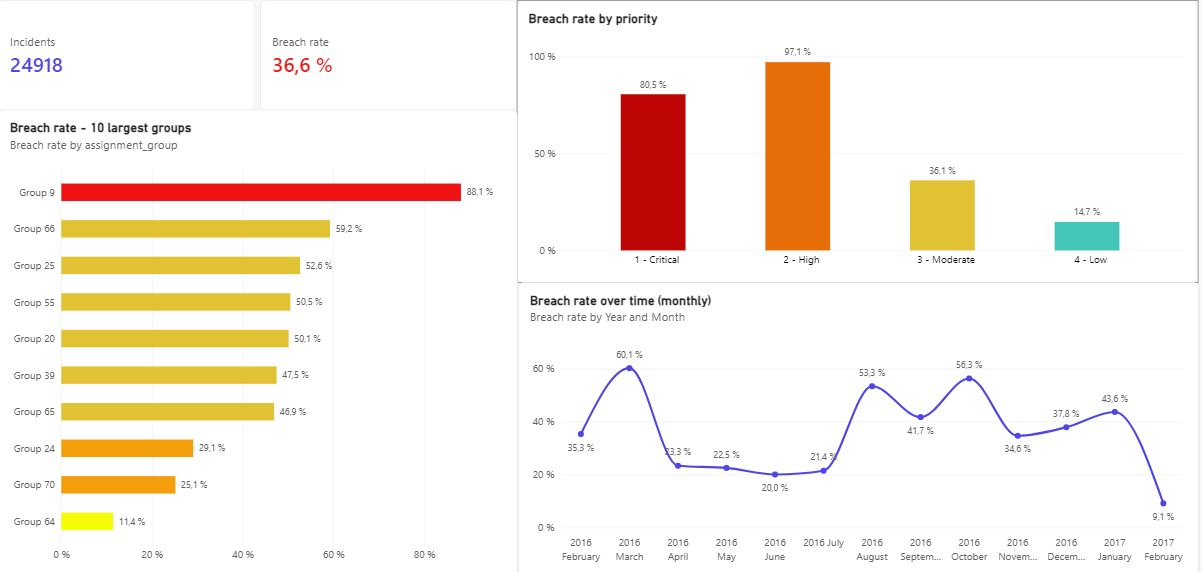 Incidents
24918
Breach rate
36,6 %
Breach rate - 10 largest groups
Breach rate by assignment_group
Group 9
88,1 %
Group 66
59,2 %
Group 25
52,6 %
Group 55
50,5 %
Group 20
50,1 %
Group 39
47,5 %
Group 65
46,9 %
Group 24
29,1 %
Group 70
25,1 %
Group 64
11,4 %
0 %
20 %
40 %
60 %
80 %
Breach rate by priority
100 %
50 %
0 %
80,5 %
97,1 %
36,1 %
14,7 %
1 - Critical
2 - High
3 - Moderate
4 - Low
Breach rate over time (monthly)
Breach rate by Year and Month
60 %
40 %
20 %
0 %
35,3 %
60,1 %
23,3 %
22,5 %
20,0 %
21,4 %
53,3 %
41,7 %
56,3 %
34,6 %
37,8 %
43,6 %
9,1 %
2016
February
2016
March
2016
April
2016
May
2016
June
2016 July
2016
August
2016
Septem...
2016
October
2016
Novem...
2016
Decem...
2017
January
2017
February